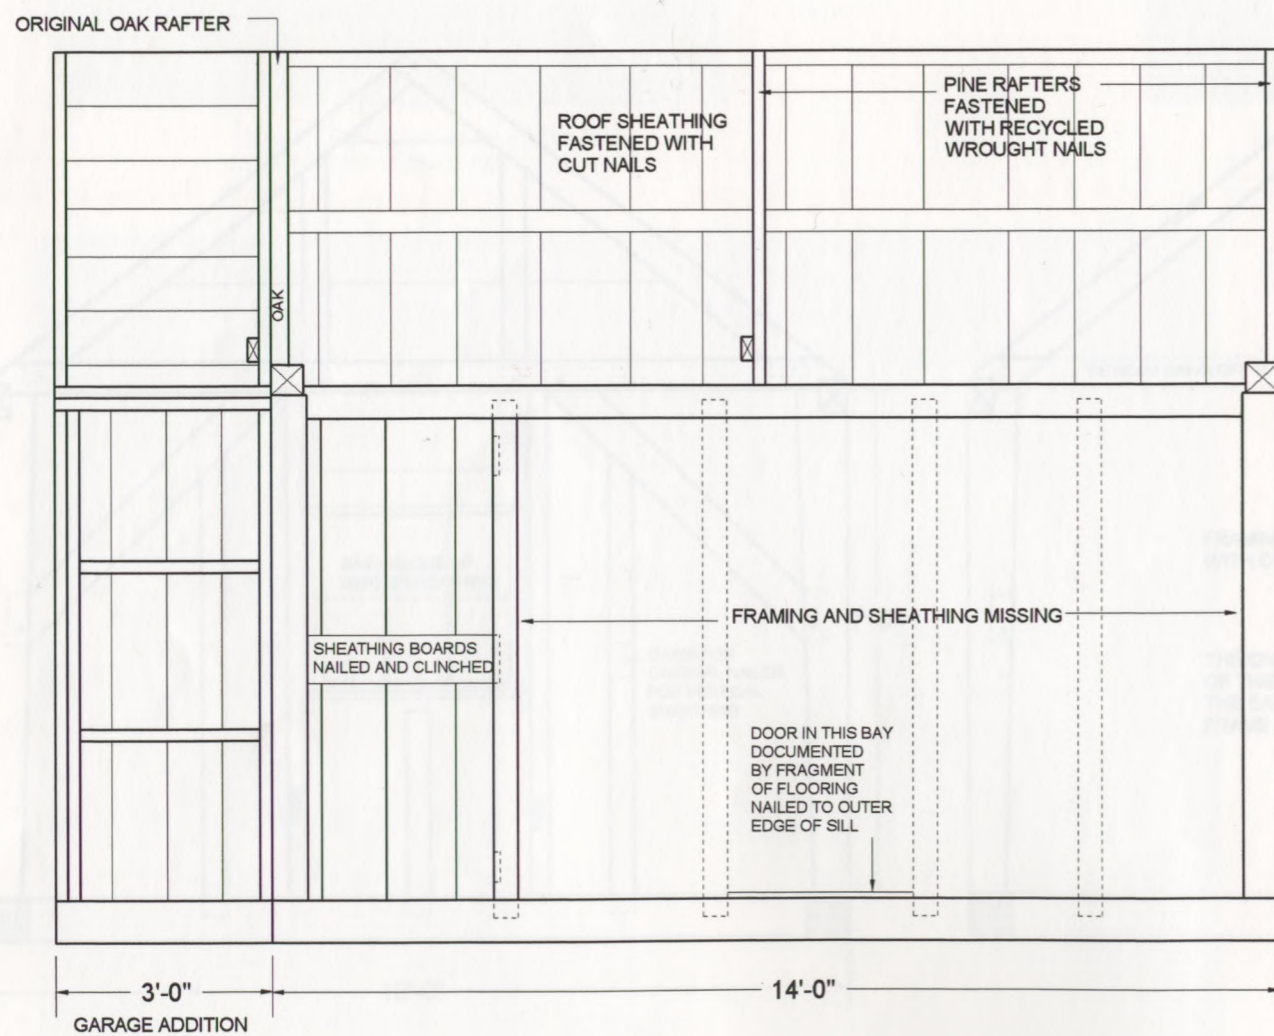 ORIGINAL OAK RAFTER
ROOF SHEATHING
FASTENED WITH
CUT NAILS
PINE RAFTERS
FASTENED
WITH RECYCLED
WROUGHT NAILS
OAK
FRAMING AND SHEATHING MISSING
SHEATHING BOARDS
NAILED AND CLINCHED
DOOR IN THIS BAY
DOCUMENTED
BY FRAGMENT
OF FLOORING
NAILED TO OUTER
EDGE OF SILL
3'-0"
14'-0"
GARAGE ADDITION